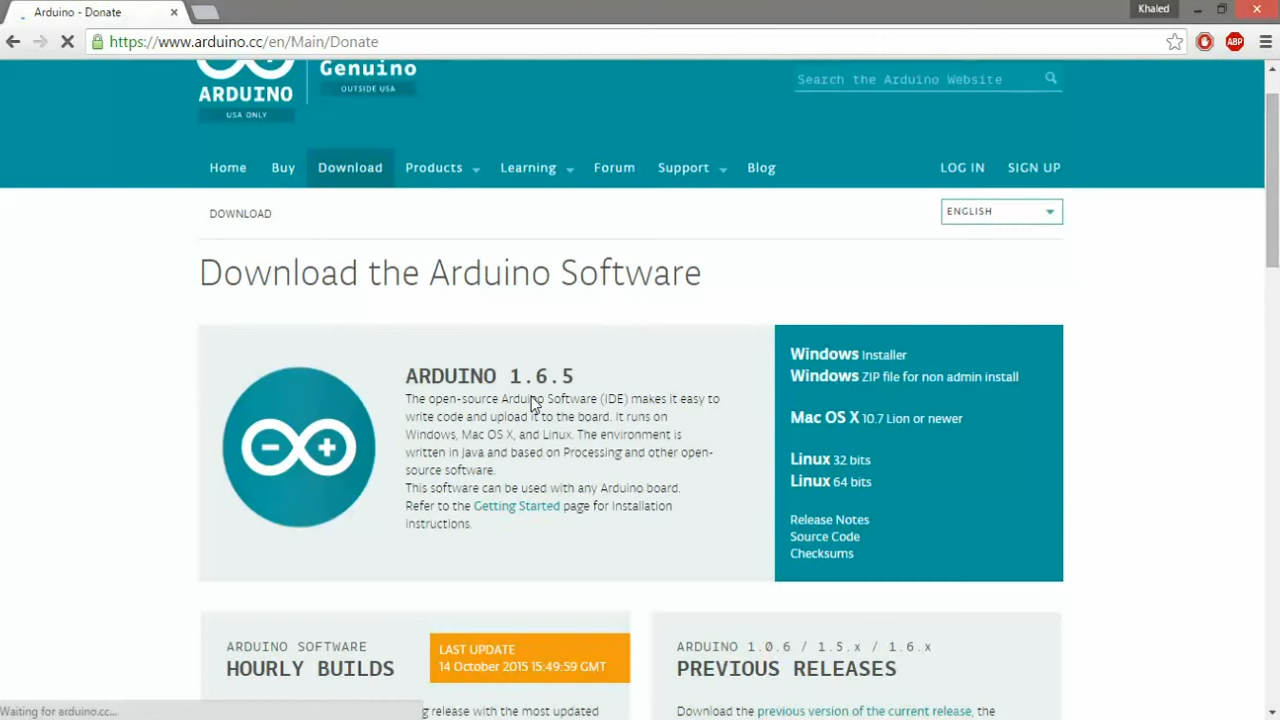 Arduino - Donate
Khaled
https://www.arduino.cc/en/Main/Donate
ABP
ARDUINO
USA ONLY
Genuino
OUTSIDE USA
Search the Arduino Website
Home Buy Download Products Learning Forum Support Blog LOG IN SIGN UP
DOWNLOAD
ENGLISH
Download the Arduino Software
ARDUINO 1.6.5
The open-source Arduino Software (IDE) makes it easy to
write code and upload it to the board. It runs on
Windows, Mac OS X, and Linux. The environment is
written in Java and based on Processing and other open-
source software.
This software can be used with any Arduino board.
Refer to the Getting Started page for Installation
instructions.
Windows Installer
Windows ZIP file for non admin install
Mac OS X 10.7 Lion or newer
Linux 32 bits
Linux 64 bits
Release Notes
Source Code
Checksums
ARDUINO SOFTWARE
HOURLY BUILDS
LAST UPDATE
14 October 2015 15:49:59 GMT
ARDUINO 1.0.6 / 1.5.x / 1.6.x
PREVIOUS RELEASES
g release with the most updated
Download the previous version of the current release, the
Waiting for arduino.cc...